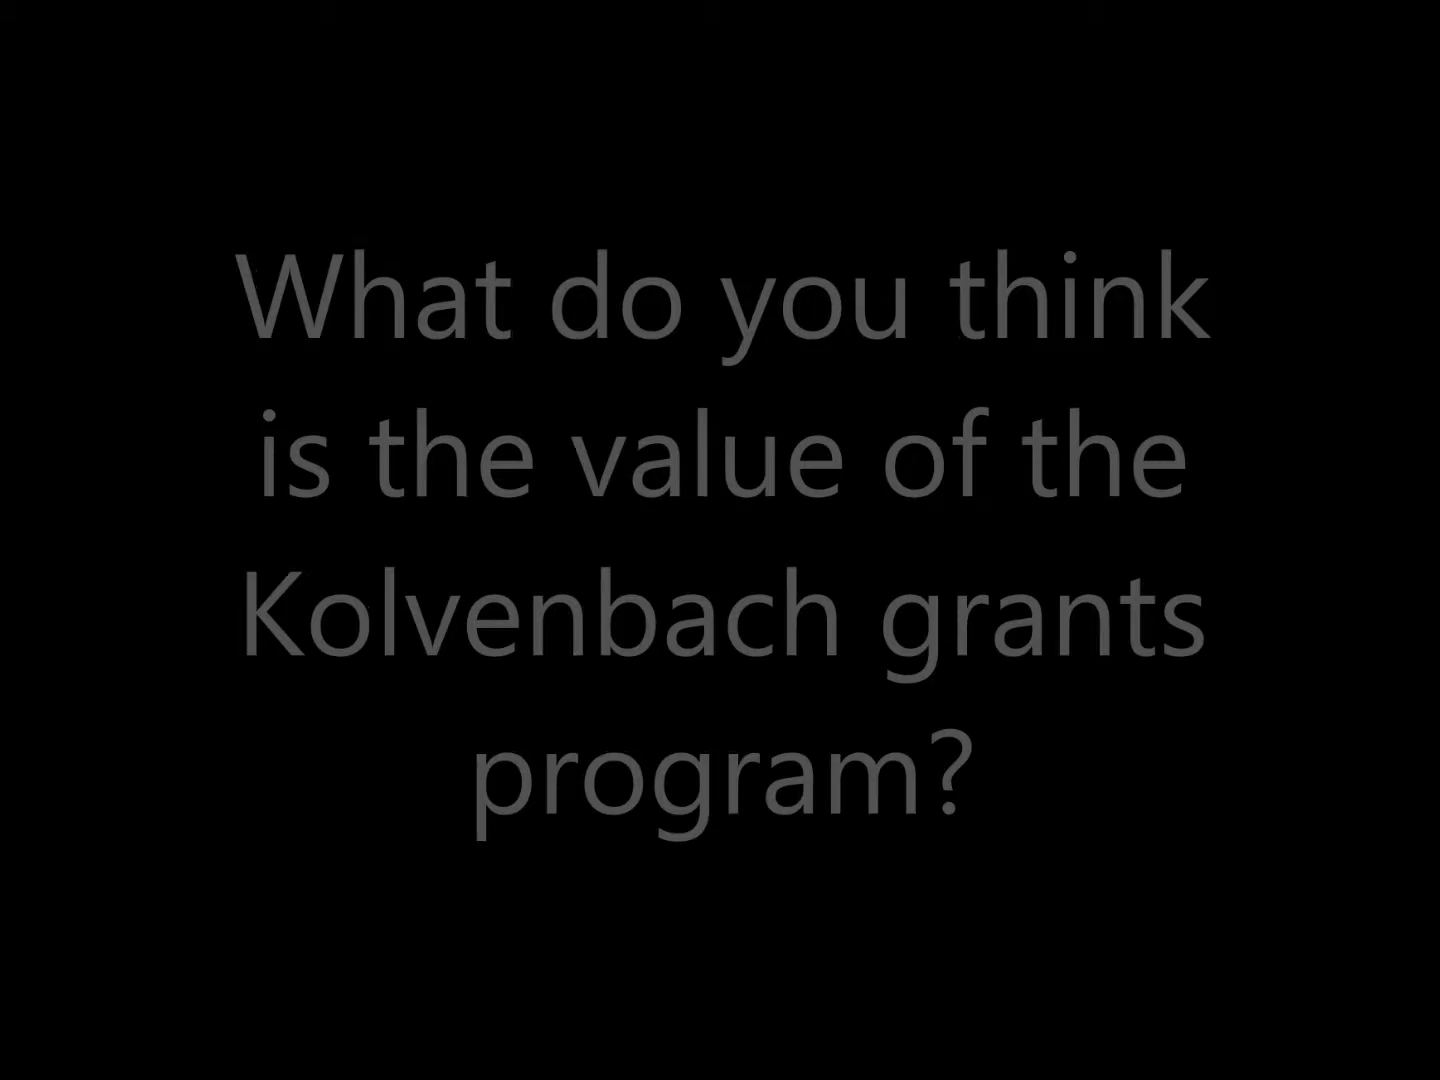 What do you think
is the value of the
Kolvenbach grants
program?